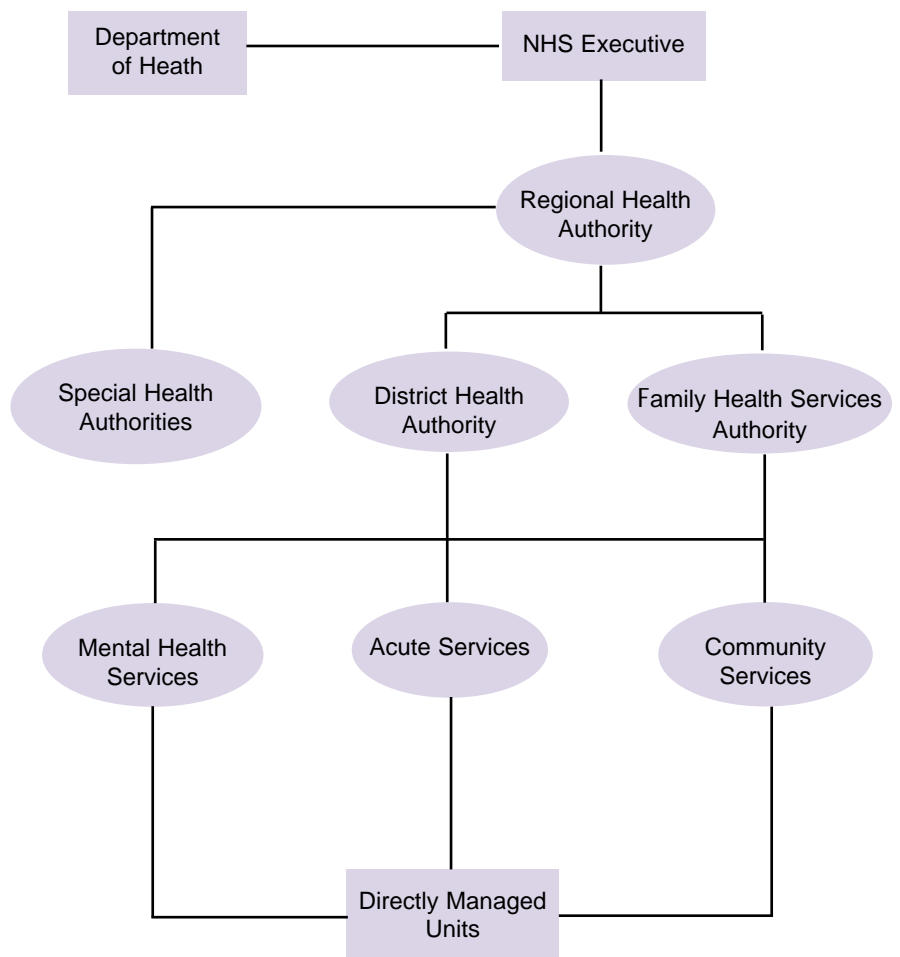 Department
of Heath
NHS Executive
Regional Health
Authority
Special Health
Authorities
District Health
Authority
Family Health Services
Authority
Mental Health
Services
Acute Services
Community
Services
Directly Managed
Units